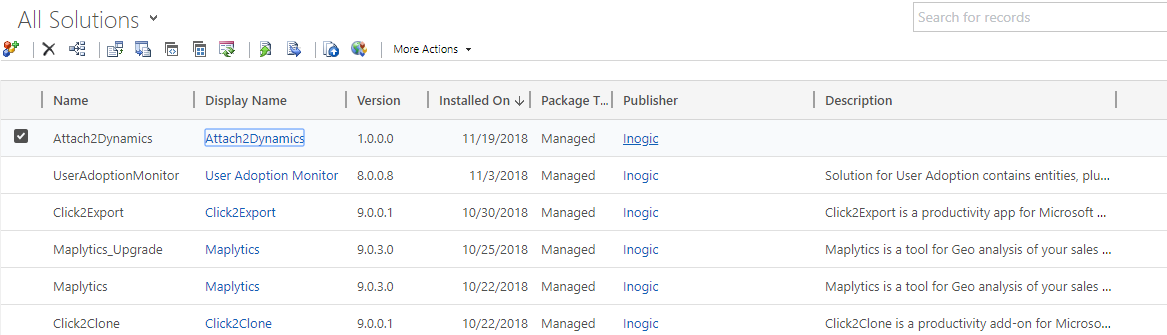 All Solutions
Search for records
More Actions
Name Display Name Version Installed On Package T... Publisher Description
Attach2Dynamics Attach2Dynamics 1.0.0.0 11/19/2018 Managed Inogic
UserAdoptionMonitor User Adoption Monitor 8.0.0.8 11/3/2018 Managed Inogic Solution for User Adoption contains entities, plu...
Click2Export Click2Export 9.0.0.1 10/30/2018 Managed Inogic Click2Export is a productivity app for Microsoft ...
Maplytics_Upgrade Maplytics 9.0.3.0 10/25/2018 Managed Inogic Maplytics is a tool for Geo analysis of your sales ...
Maplytics Maplytics 9.0.3.0 10/22/2018 Managed Inogic Maplytics is a tool for Geo analysis of your sales ...
Click2Clone Click2Clone 9.0.0.1 10/22/2018 Managed Inogic Click2Clone is a productivity add-on for Microso...